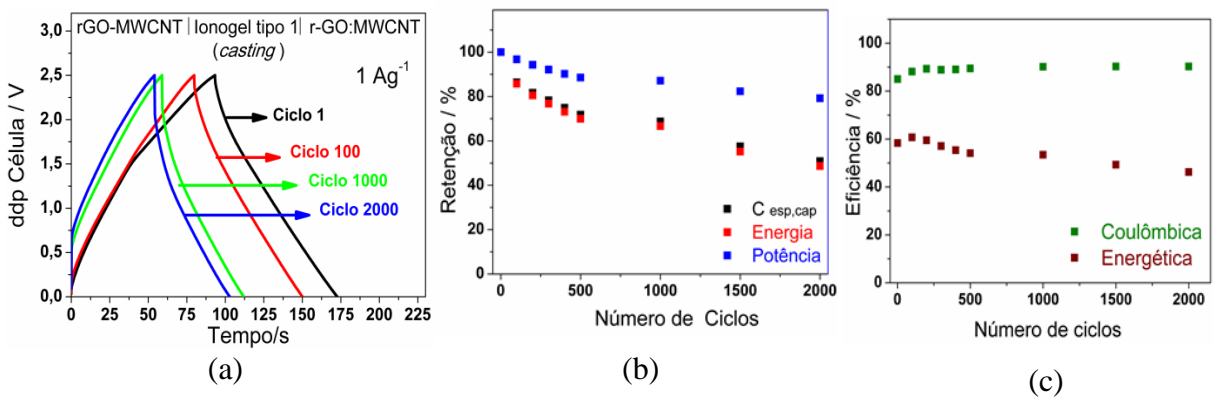 rGO-MWCNT | Ionogel tipo 1| r-GO:MWCNT
(casting )
1 Ag⁻¹
3,0
2,5
2,0
1,5
1,0
0,5
0,0
ddp Célula / V
Ciclo 1
Ciclo 100
Ciclo 1000
Ciclo 2000
0 25 50 75 100 125 150 175 200 225
Tempo/s
(a)
100
80
60
40
20
0
Retenção / %
C esp,cap
Energia
Potência
0 500 1000 1500 2000
Número de Ciclos
(b)
100
80
60
40
20
0
Eficiência / %
Coulômbica
Energética
0 500 1000 1500 2000
Número de ciclos
(c)